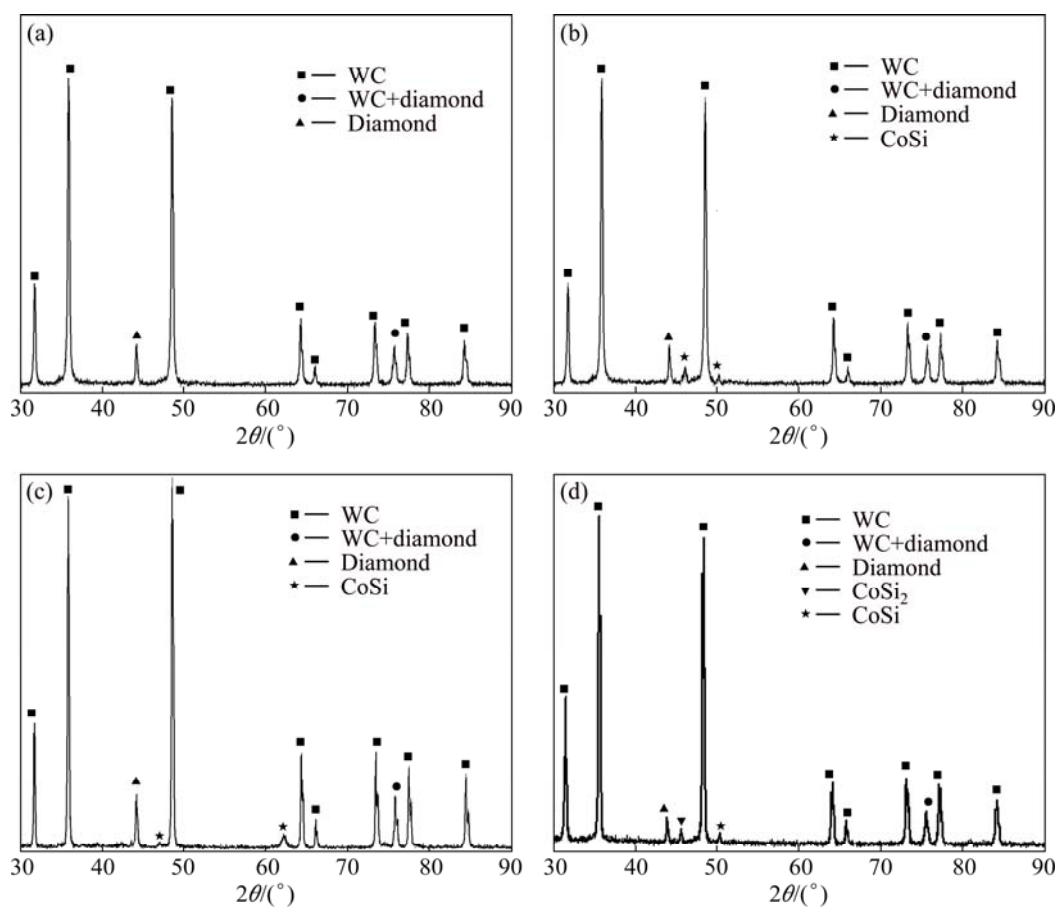 (a)
■ — WC
● — WC+diamond
▲ — Diamond
30 40 50 60 70 80 90
2θ/(°)
(b)
■ — WC
● — WC+diamond
▲ — Diamond
★ — CoSi
30 40 50 60 70 80 90
2θ/(°)
(c)
■ — WC
● — WC+diamond
▲ — Diamond
★ — CoSi
30 40 50 60 70 80 90
2θ/(°)
(d)
■ — WC
● — WC+diamond
▲ — Diamond
▼ — CoSi₂
★ — CoSi
30 40 50 60 70 80 90
2θ/(°)